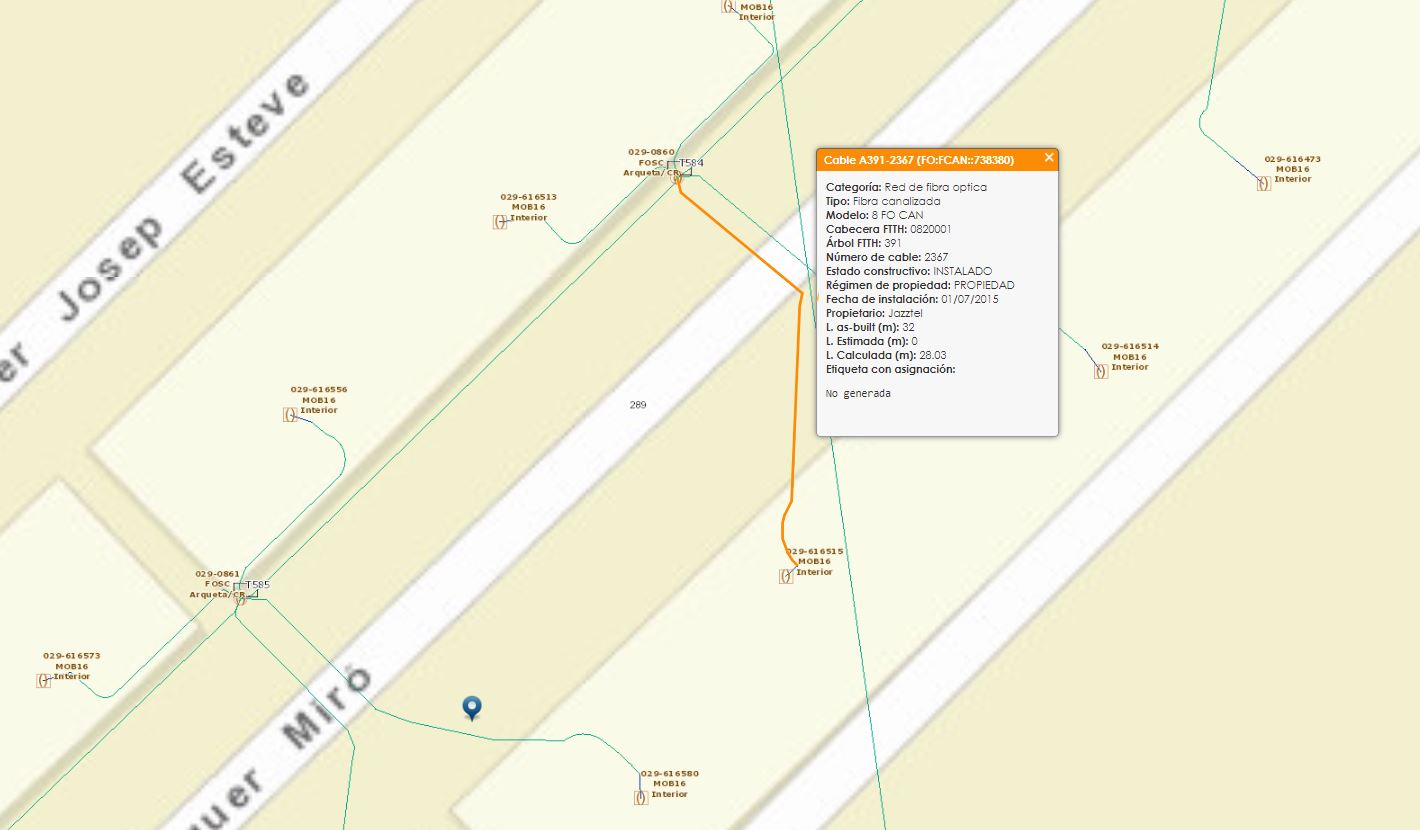 MOB16
Interior
Josep Esteve
er
029-0860
FOSC
Arqueta/CR
T584
029-616513
MOB16
Interior
Cable A391-2367 (FO:FCAN::738380)
Categoría: Red de fibra optica
Tipo: Fibra canalizada
Modelo: 8 FO CAN
Cabecera FTTH: 0820001
Árbol FTTH: 391
Número de cable: 2367
Estado constructivo: INSTALADO
Régimen de propiedad: PROPIEDAD
Fecha de instalación: 01/07/2015
Propietario: Jazztel
L. as-built (m): 32
L. Estimada (m): 0
L. Calculada (m): 28.03
Etiqueta con asignación:
No generada
029-616473
MOB16
Interior
029-616514
MOB16
Interior
029-616556
MOB16
Interior
289
029-616515
MOB16
Interior
029-0861
FOSC
Arqueta/CR
T585
029-616573
MOB16
Interior
uer Miró
029-616580
MOB16
Interior